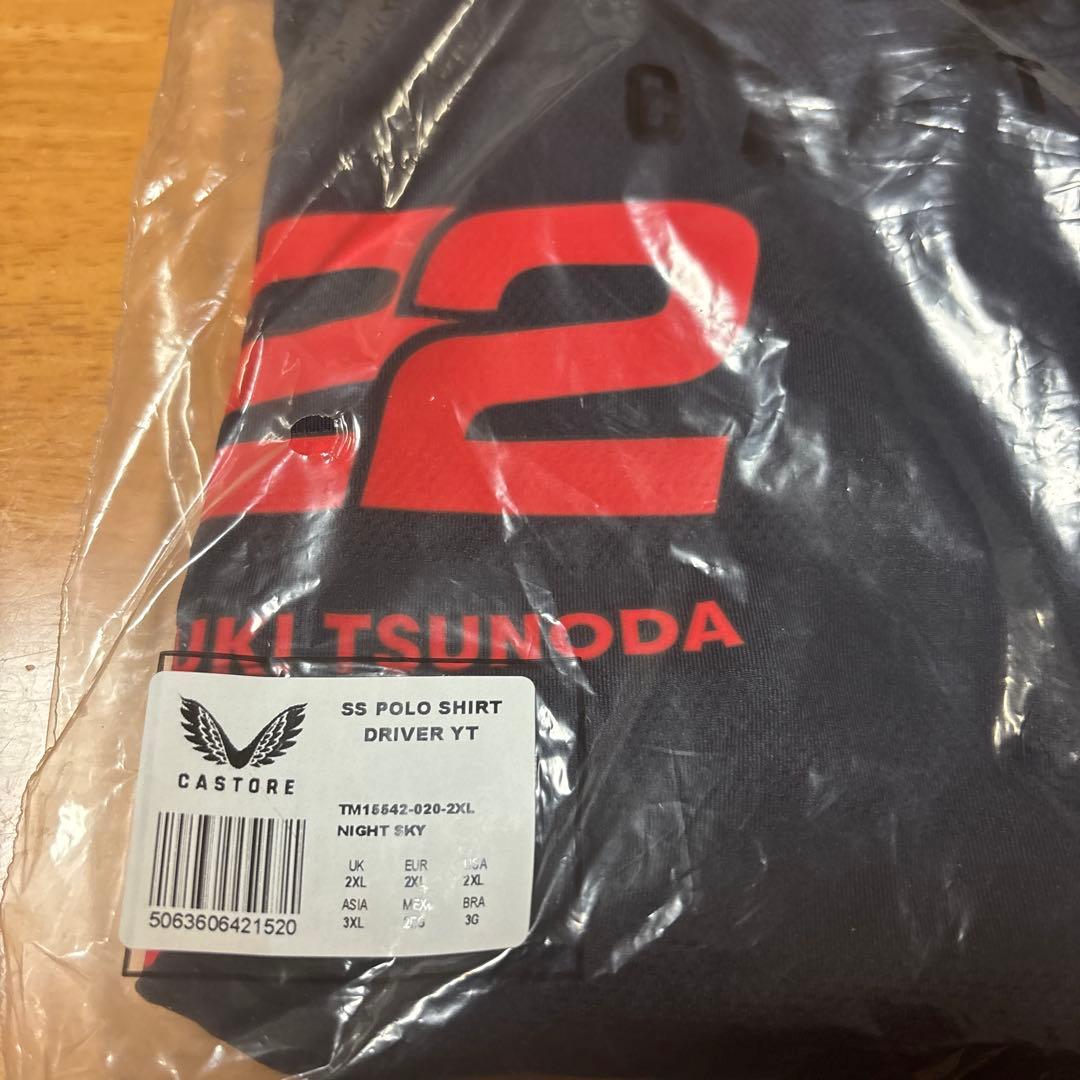 22
UKI TSUNODA
CASTORE
SS POLO SHIRT
DRIVER YT
TM15542-020-2XL
NIGHT SKY
UK EUR USA
2XL 2XL 2XL
ASIA MEX BRA
3XL 3G
5063606421520